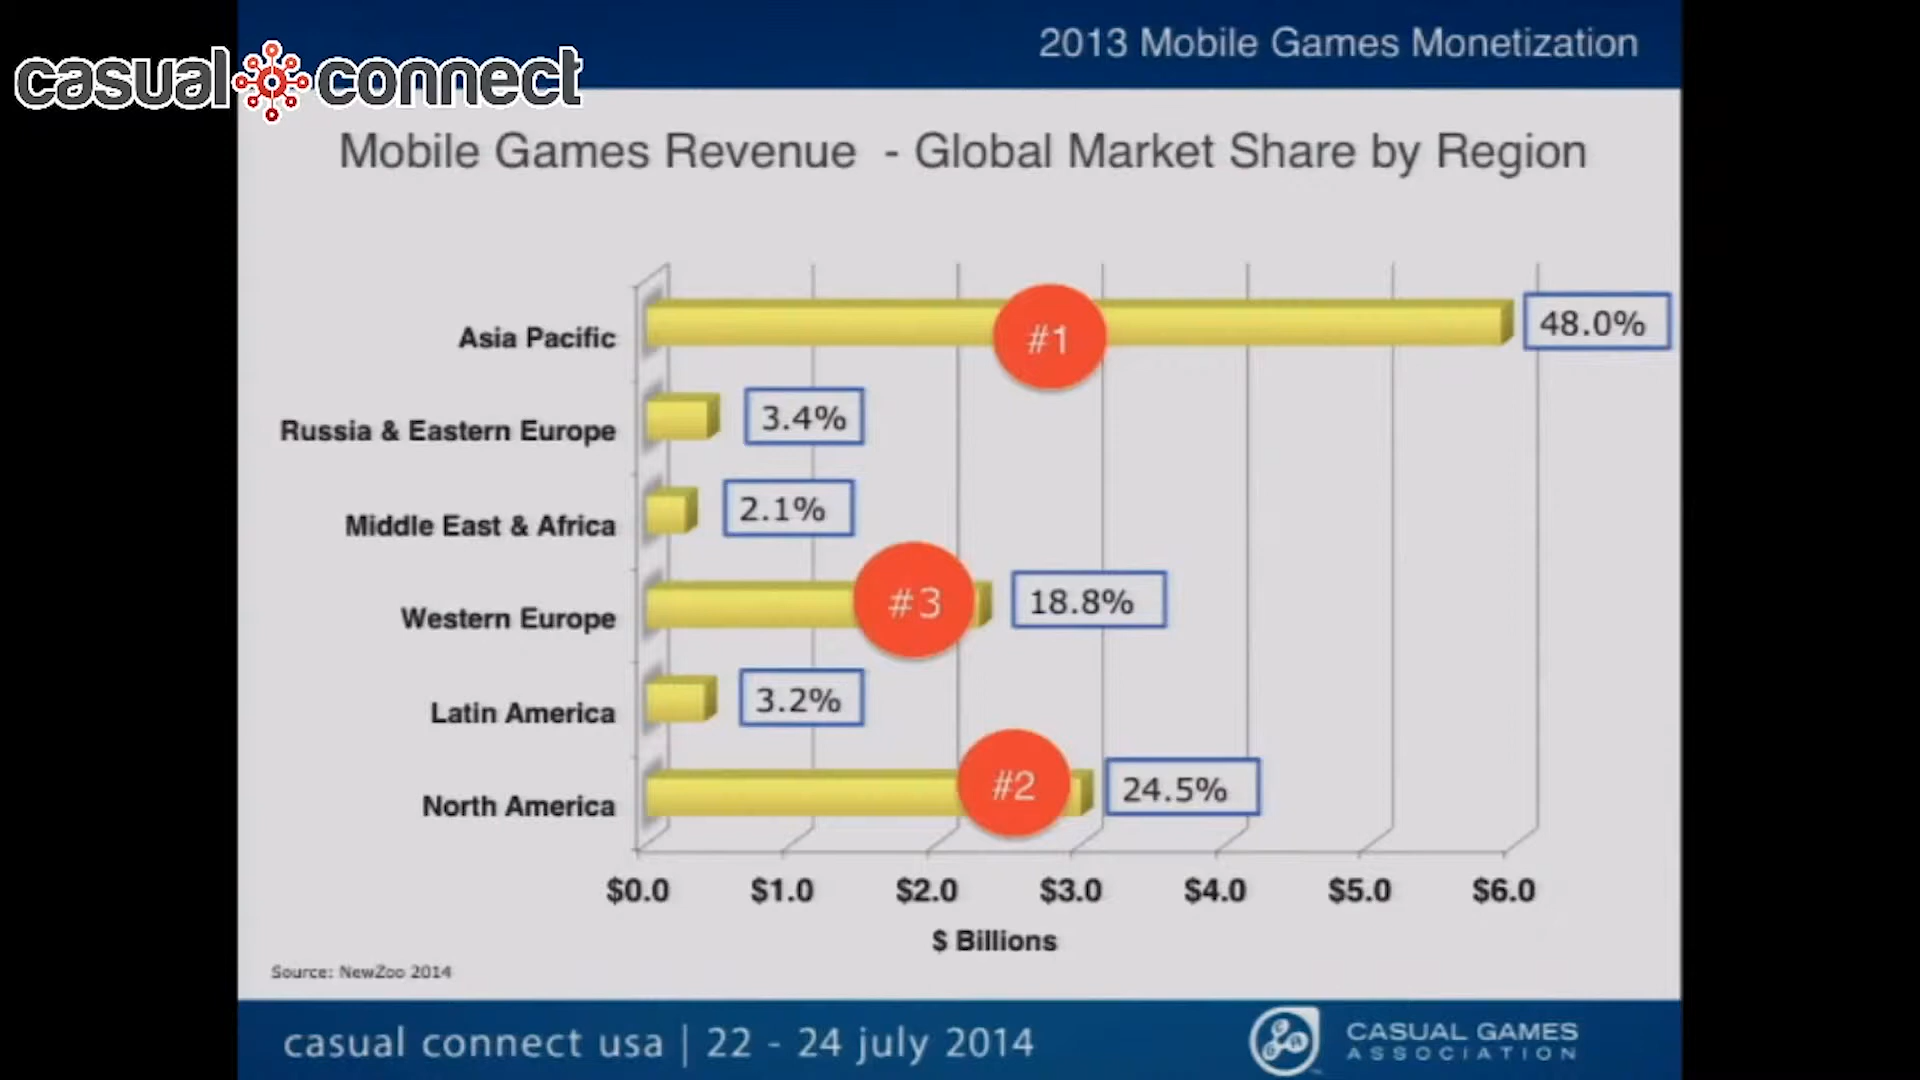 2013 Mobile Games Monetization
casual connect
Mobile Games Revenue - Global Market Share by Region
Asia Pacific
#1
48.0%
Russia & Eastern Europe
3.4%
Middle East & Africa
2.1%
Western Europe
#3
18.8%
Latin America
3.2%
North America
#2
24.5%
$0.0 $1.0 $2.0 $3.0 $4.0 $5.0 $6.0
$ Billions
Source: NewZoo 2014
casual connect usa | 22 - 24 july 2014
CASUAL GAMES
ASSOCIATION